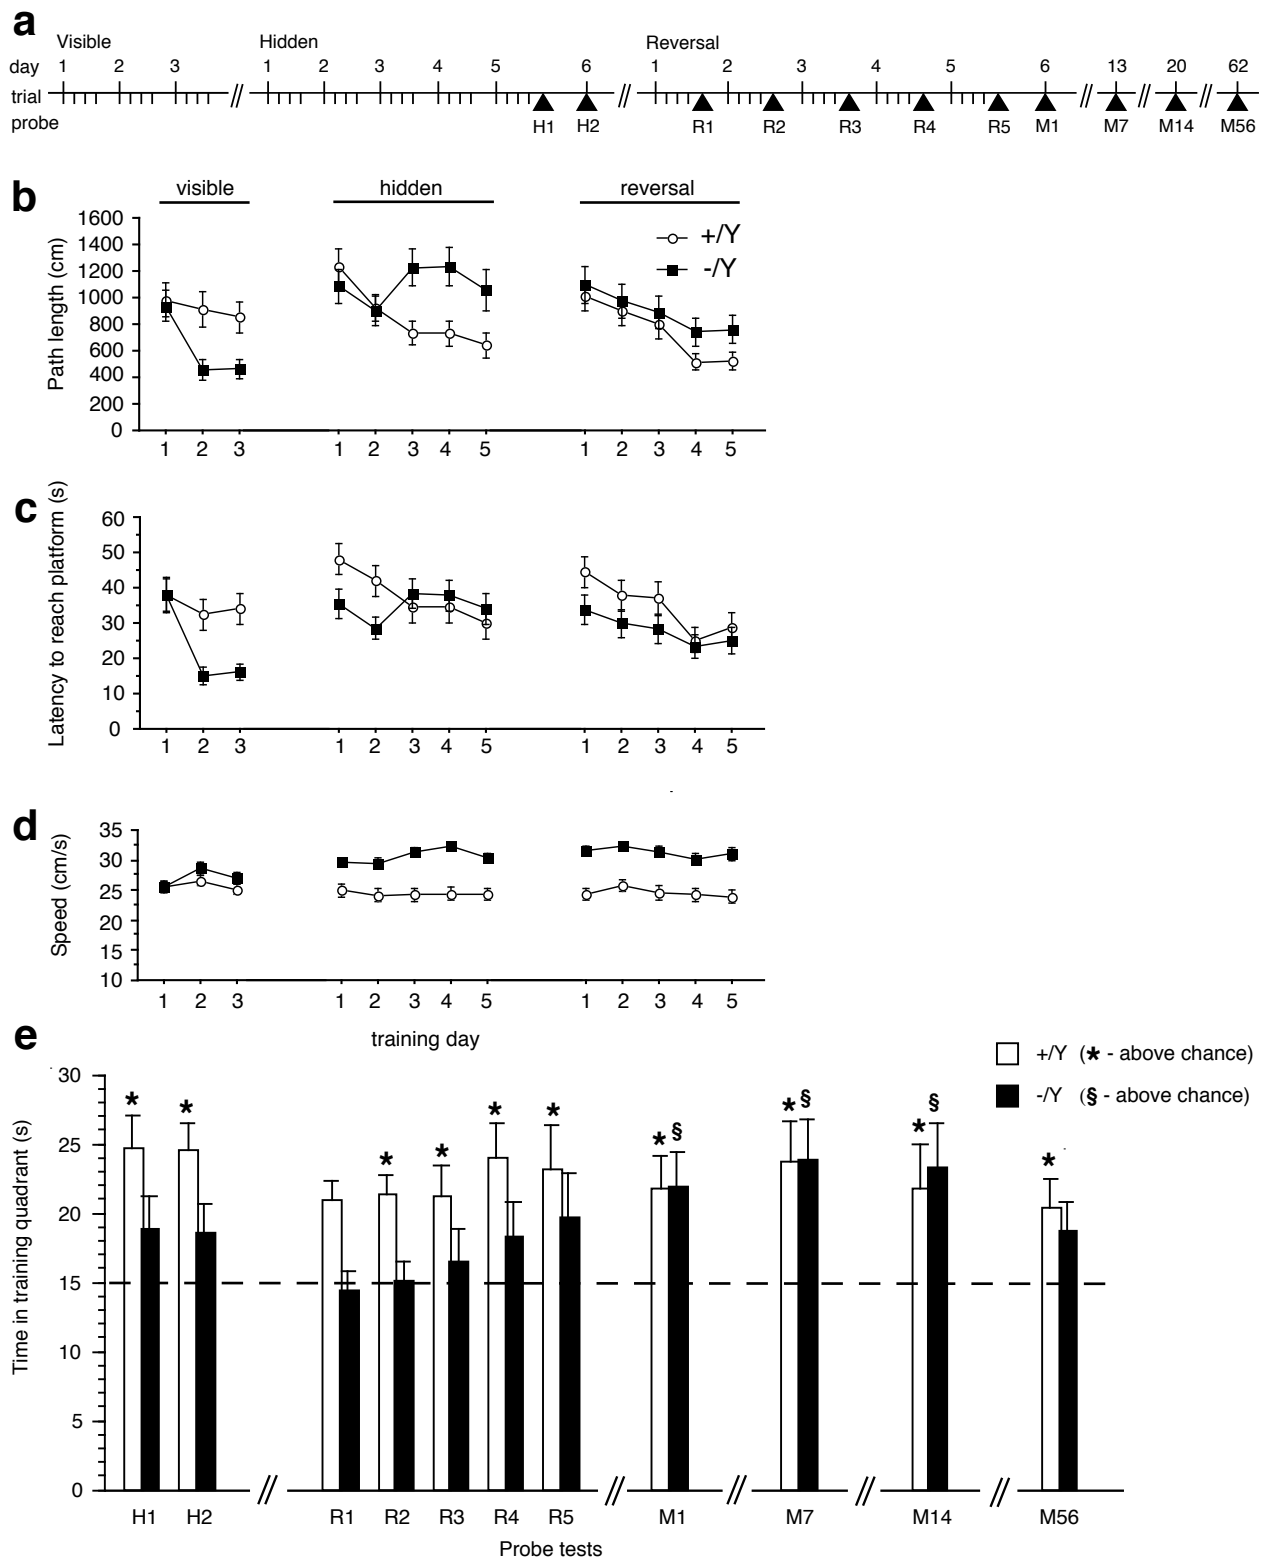 a
Visible Hidden Reversal
day 1 2 3 1 2 3 4 5 6 1 2 3 4 5 6 13 20 62
trial
probe H1 H2 R1 R2 R3 R4 R5 M1 M7 M14 M56
b
visible hidden reversal
Path length (cm)
1600
1400
1200
1000
800
600
400
200
0
+/Y
-/Y
1 2 3 1 2 3 4 5 1 2 3 4 5
c
Latency to reach platform (s)
60
50
40
30
20
10
0
1 2 3 1 2 3 4 5 1 2 3 4 5
d
Speed (cm/s)
35
30
25
20
15
10
1 2 3 1 2 3 4 5 1 2 3 4 5
training day
e
+/Y (* - above chance)
-/Y (§ - above chance)
Time in training quadrant (s)
30
25
20
15
10
5
0
* * * * * * * § * § * § *
H1 H2 R1 R2 R3 R4 R5 M1 M7 M14 M56
Probe tests